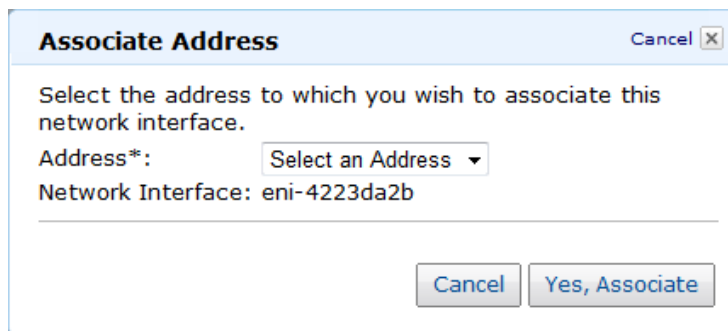 Associate Address
Cancel
Select the address to which you wish to associate this
network interface.
Address*: Select an Address
Network Interface: eni-4223da2b
Cancel Yes, Associate